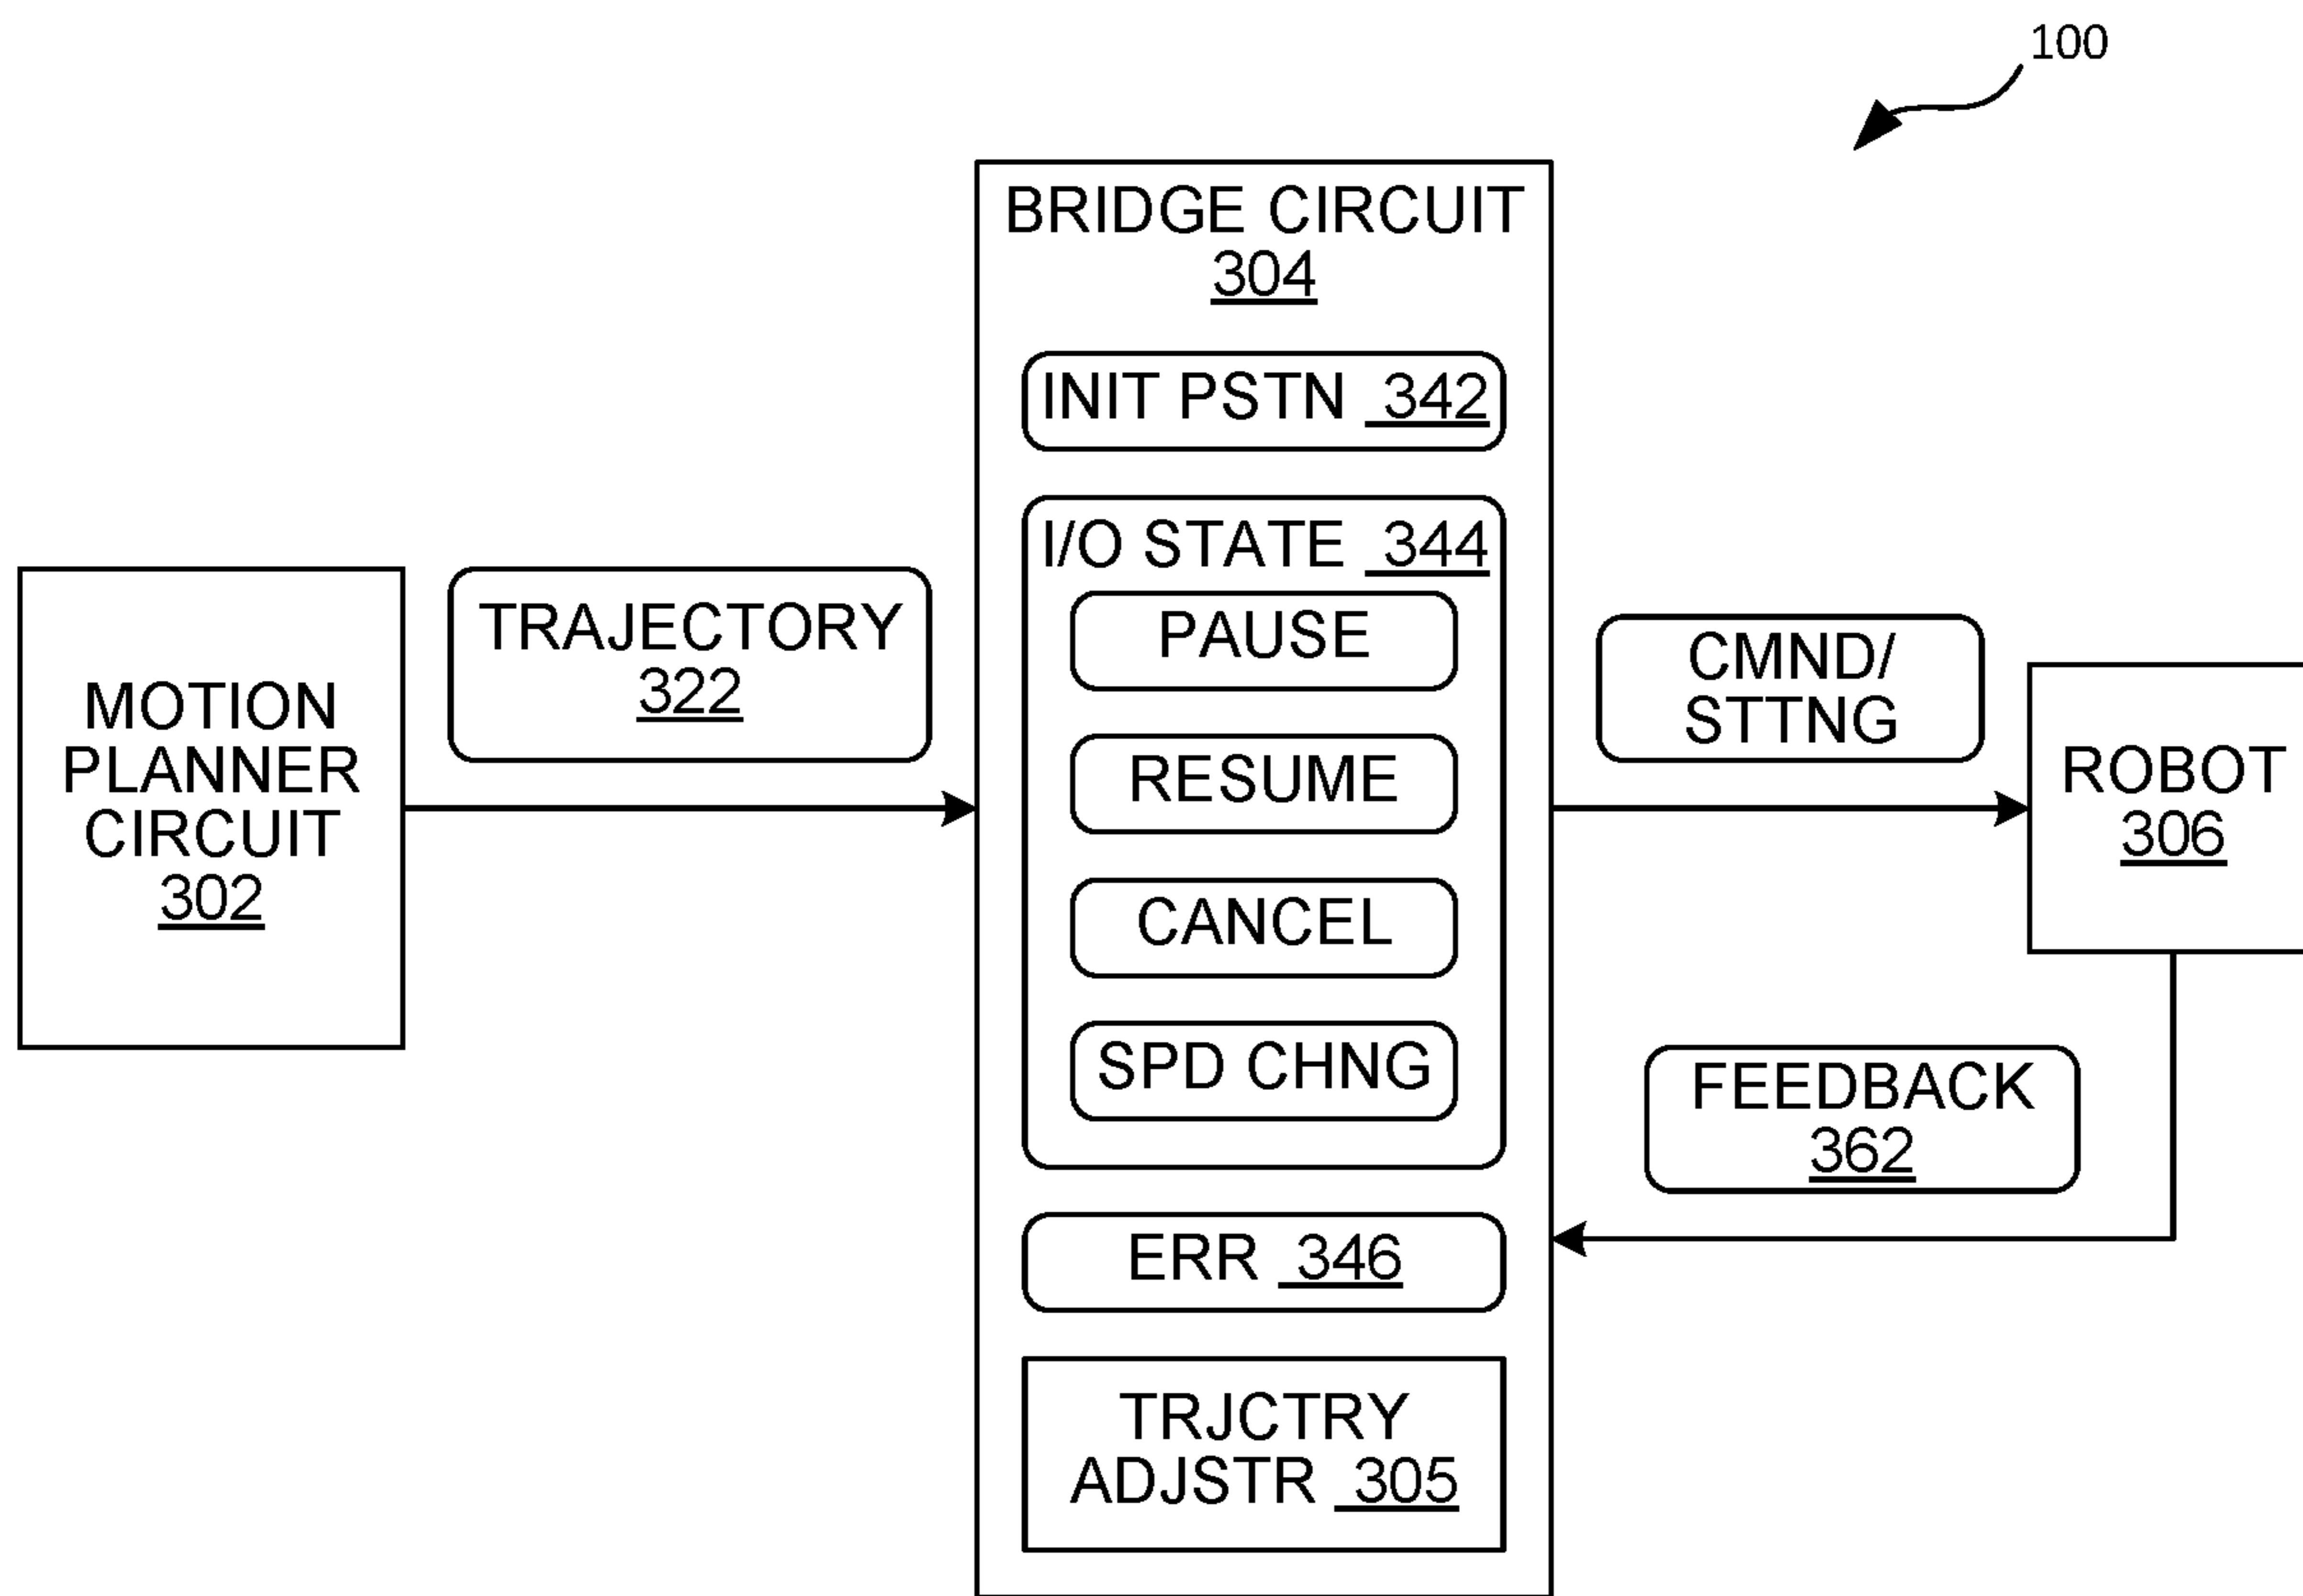 100
BRIDGE CIRCUIT
304
INIT PSTN 342
I/O STATE 344
PAUSE
RESUME
CANCEL
SPD CHNG
ERR 346
TRJCTRY
ADJSTR 305
MOTION
PLANNER
CIRCUIT
302
TRAJECTORY
322
CMND/
STTNG
ROBOT
306
FEEDBACK
362